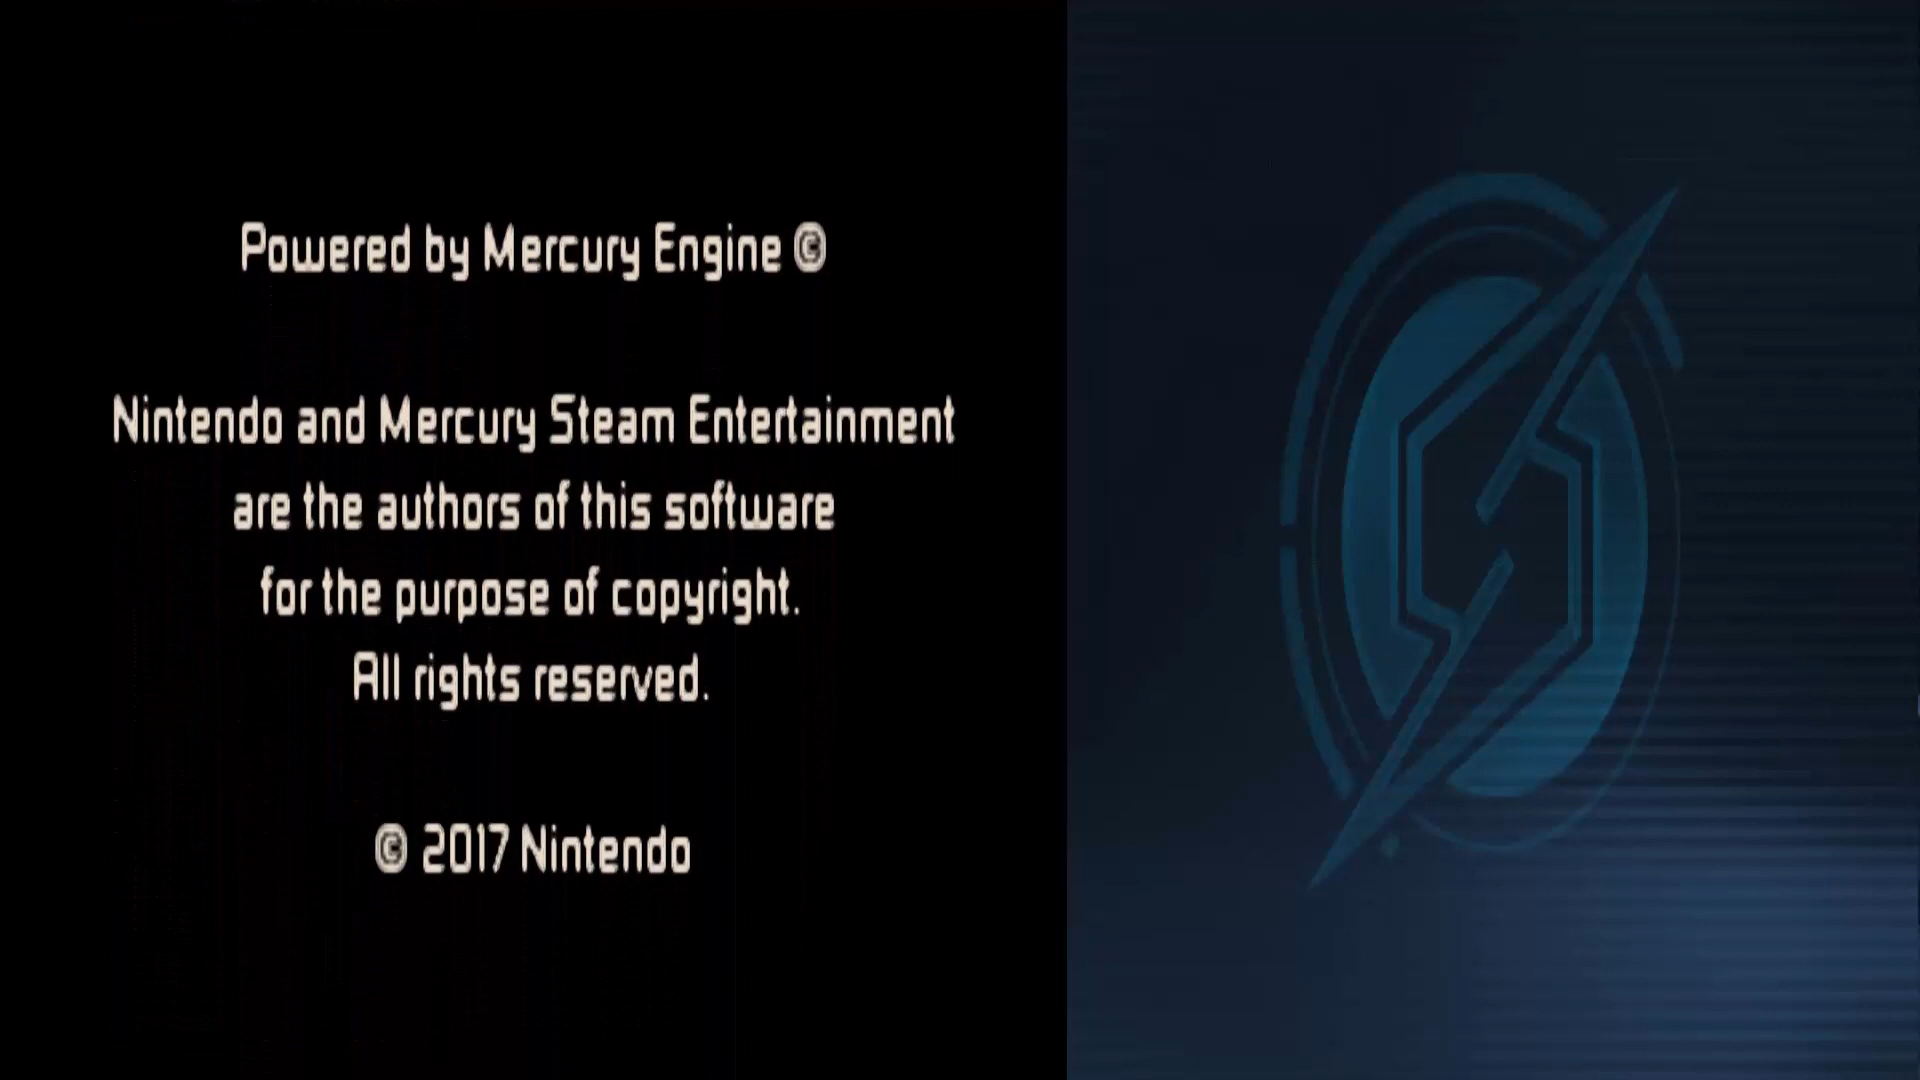 Powered by Mercury Engine ©
Nintendo and Mercury Steam Entertainment
are the authors of this software
for the purpose of copyright.
All rights reserved.
© 2017 Nintendo